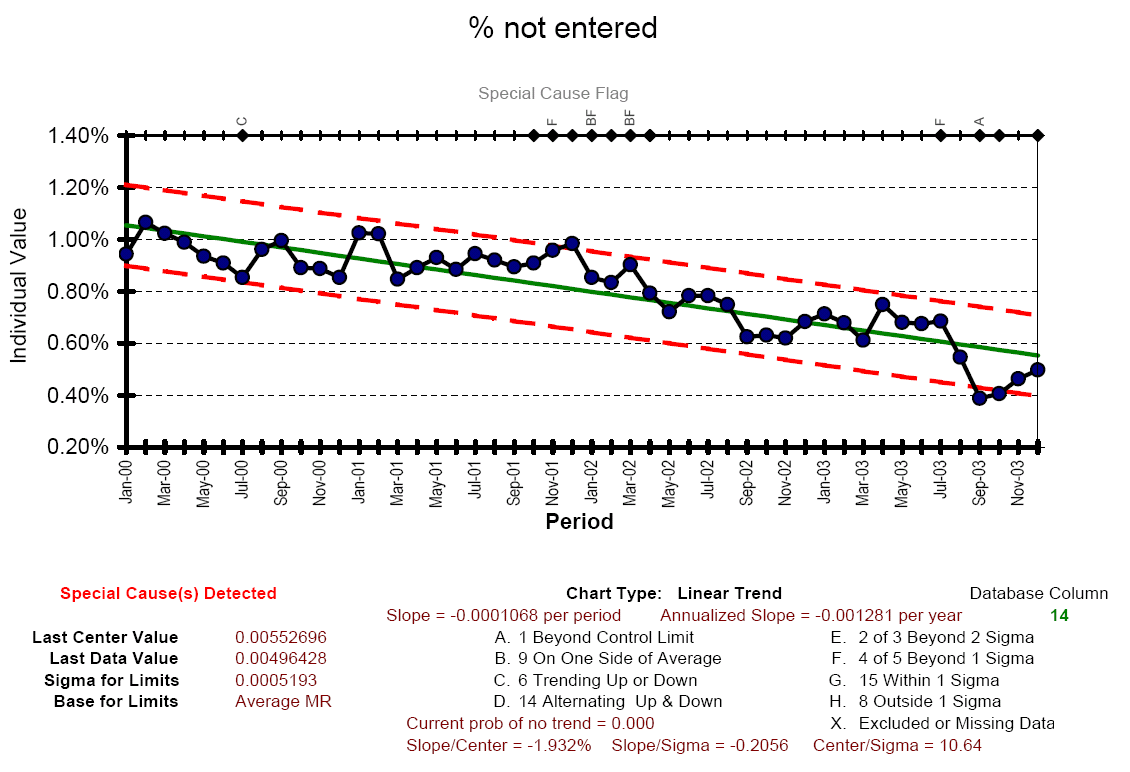 % not entered
Special Cause Flag
C F BF BF F A
Individual Value
1.40%
1.20%
1.00%
0.80%
0.60%
0.40%
0.20%
Jan-00 Mar-00 May-00 Jul-00 Sep-00 Nov-00 Jan-01 Mar-01 May-01 Jul-01 Sep-01 Nov-01 Jan-02 Mar-02 May-02 Jul-02 Sep-02 Nov-02 Jan-03 Mar-03 May-03 Jul-03 Sep-03 Nov-03
Period
Special Cause(s) Detected Chart Type: Linear Trend Database Column
Slope = -0.0001068 per period Annualized Slope = -0.001281 per year 14
Last Center Value 0.00552696 A. 1 Beyond Control Limit E. 2 of 3 Beyond 2 Sigma
Last Data Value 0.00496428 B. 9 On One Side of Average F. 4 of 5 Beyond 1 Sigma
Sigma for Limits 0.0005193 C. 6 Trending Up or Down G. 15 Within 1 Sigma
Base for Limits Average MR D. 14 Alternating Up & Down H. 8 Outside 1 Sigma
Current prob of no trend = 0.000 X. Excluded or Missing Data
Slope/Center = -1.932% Slope/Sigma = -0.2056 Center/Sigma = 10.64